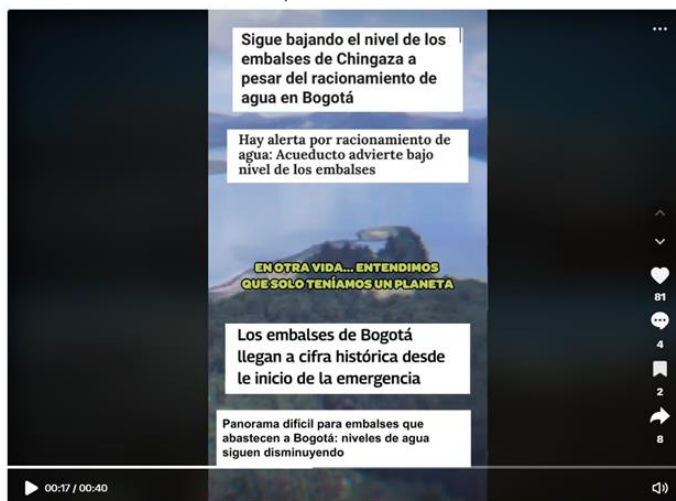 Sigue bajando el nivel de los
embalses de Chingaza a
pesar del racionamiento de
agua en Bogotá
Hay alerta por racionamiento de
agua: Acueducto advierte bajo
nivel de los embalses
EN OTRA VIDA... ENTENDIMOS
QUE SOLO TENÍAMOS UN PLANETA
Los embalses de Bogotá
llegan a cifra histórica desde
le inicio de la emergencia
Panorama difícil para embalses que
abastecen a Bogotá: niveles de agua
siguen disminuyendo
81
4
2
8
00:17 / 00:40